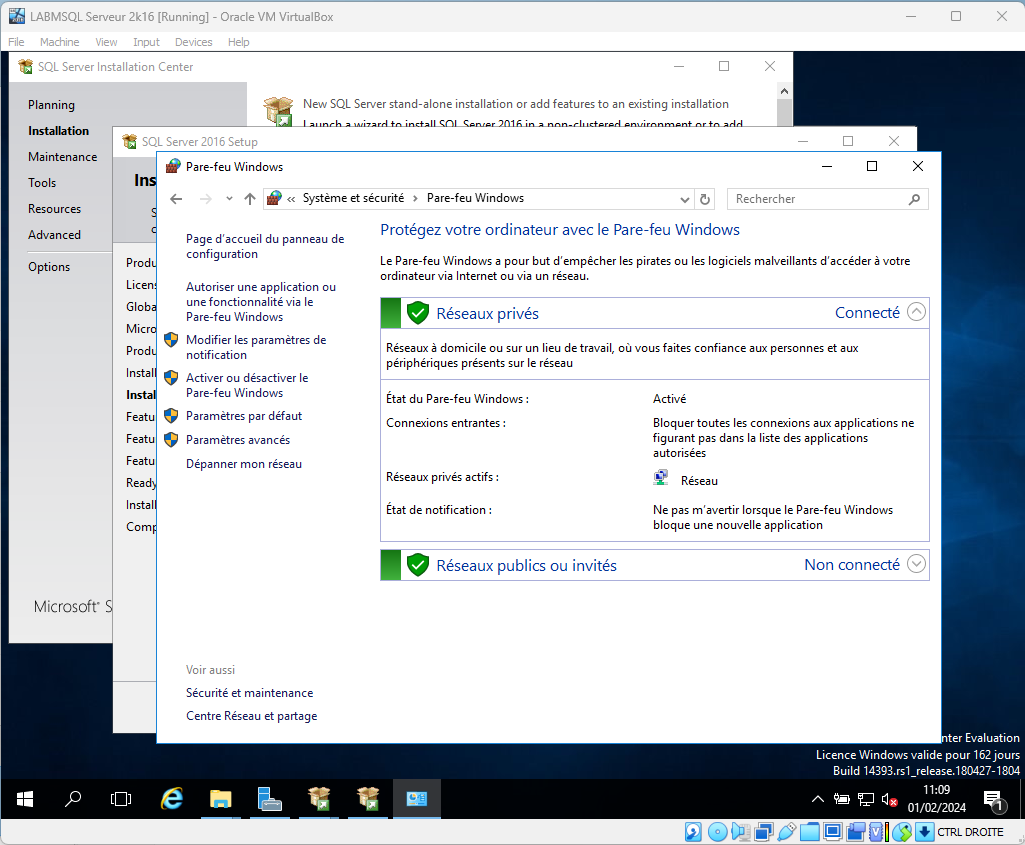 LABMSQL Serveur 2k16 [Running] - Oracle VM VirtualBox
File Machine View Input Devices Help
SQL Server Installation Center
Planning
Installation
Maintenance
Tools
Resources
Advanced
Options
Microsoft® S
New SQL Server stand-alone installation or add features to an existing installation
Launch a wizard to install SQL Server 2016 in a non-clustered environment or to add
SQL Server 2016 Setup
Ins
S
c
Produ
Licens
Globa
Micro
Produ
Install
Instal
Featu
Featu
Featu
Ready
Install
Comp
Pare-feu Windows
« Système et sécurité > Pare-feu Windows
Rechercher
Page d'accueil du panneau de
configuration
Autoriser une application ou
une fonctionnalité via le
Pare-feu Windows
Modifier les paramètres de
notification
Activer ou désactiver le
Pare-feu Windows
Paramètres par défaut
Paramètres avancés
Dépanner mon réseau
Voir aussi
Sécurité et maintenance
Centre Réseau et partage
Protégez votre ordinateur avec le Pare-feu Windows
Le Pare-feu Windows a pour but d'empêcher les pirates ou les logiciels malveillants d'accéder à votre
ordinateur via Internet ou via un réseau.
Réseaux privés Connecté
Réseaux à domicile ou sur un lieu de travail, où vous faites confiance aux personnes et aux
périphériques présents sur le réseau
État du Pare-feu Windows : Activé
Connexions entrantes : Bloquer toutes les connexions aux applications ne
figurant pas dans la liste des applications
autorisées
Réseaux privés actifs : Réseau
État de notification : Ne pas m'avertir lorsque le Pare-feu Windows
bloque une nouvelle application
Réseaux publics ou invités Non connecté
nter Evaluation
Licence Windows valide pour 162 jours
Build 14393.rs1_release.180427-1804
11:09
01/02/2024
1
CTRL DROITE